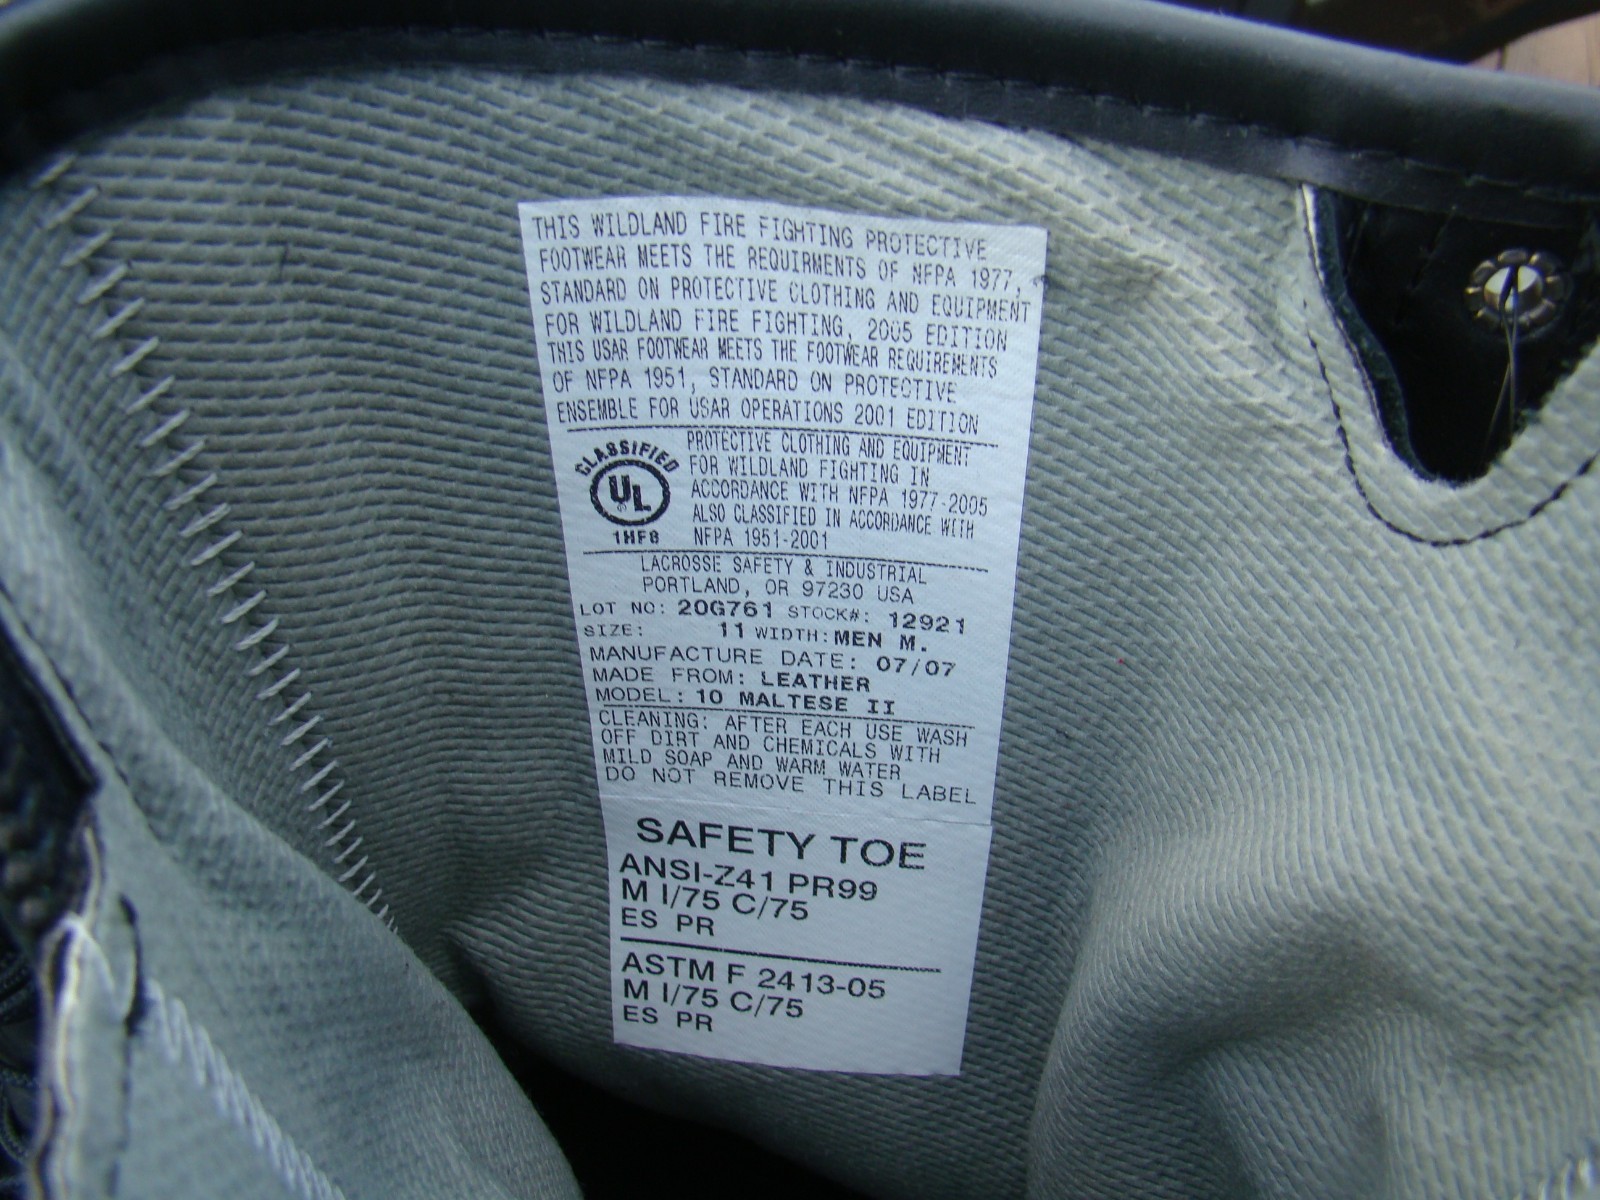 THIS WILDLAND FIRE FIGHTING PROTECTIVE
FOOTWEAR MEETS THE REQUIRMENTS OF NFPA 1977,
STANDARD ON PROTECTIVE CLOTHING AND EQUIPMENT
FOR WILDLAND FIRE FIGHTING, 2005 EDITION
THIS USAR FOOTWEAR MEETS THE FOOTWEAR REQUIREMENTS
OF NFPA 1951, STANDARD ON PROTECTIVE
ENSEMBLE FOR USAR OPERATIONS 2001 EDITION
CLASSIFIED
UL
1HF8
PROTECTIVE CLOTHING AND EQUIPMENT
FOR WILDLAND FIGHTING IN
ACCORDANCE WITH NFPA 1977-2005
ALSO CLASSIFIED IN ACCORDANCE WITH
NFPA 1951-2001
LACROSSE SAFETY & INDUSTRIAL
PORTLAND, OR 97230 USA
LOT NO: 20G761 STOCK#: 12921
SIZE: 11 WIDTH: MEN M.
MANUFACTURE DATE: 07/07
MADE FROM: LEATHER
MODEL: 10 MALTESE II
CLEANING: AFTER EACH USE WASH
OFF DIRT AND CHEMICALS WITH
MILD SOAP AND WARM WATER
DO NOT REMOVE THIS LABEL
SAFETY TOE
ANSI-Z41 PR99
M I/75 C/75
ES PR
ASTM F 2413-05
M I/75 C/75
ES PR